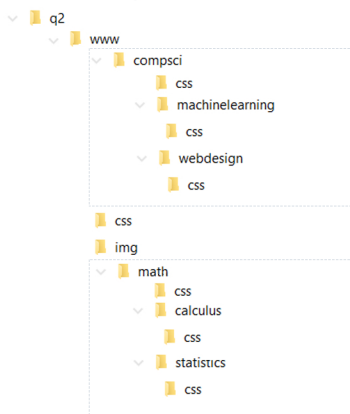 q2
www
compsci
css
machinelearning
css
webdesign
css
css
img
math
css
calculus
css
statistics
css